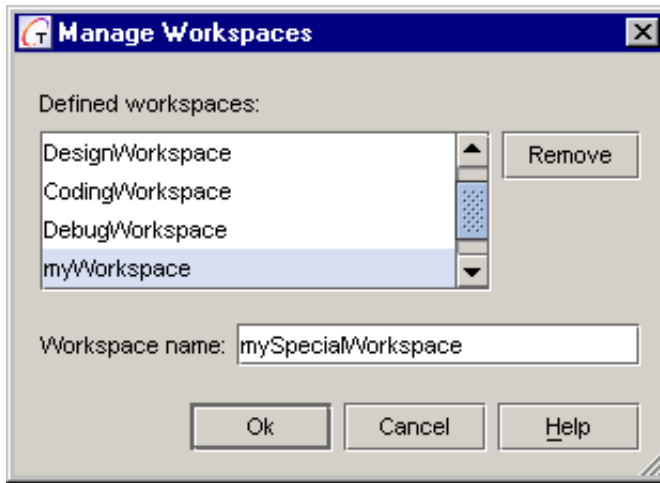 Manage Workspaces
Defined workspaces:
DesignWorkspace
Remove
CodingWorkspace
DebugWorkspace
myWorkspace
Workspace name: mySpecialWorkspace
Ok Cancel Help